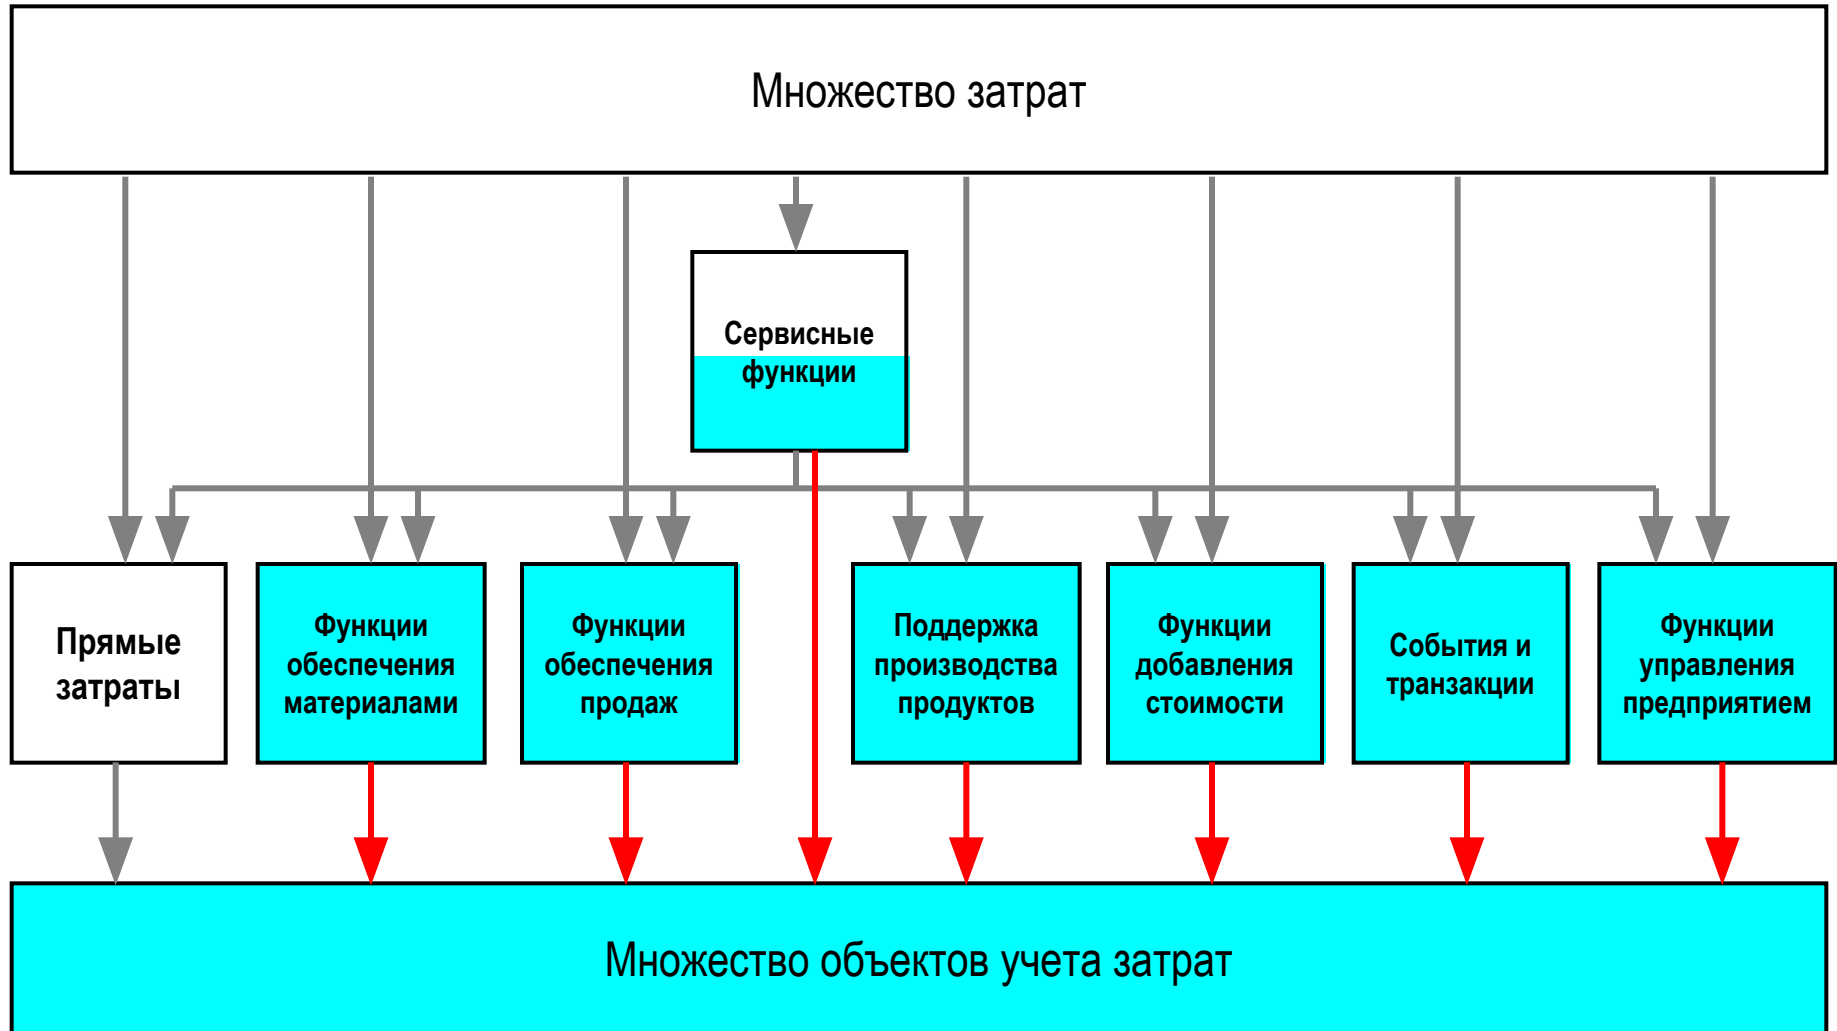 Множество затрат
Сервисные
функции
Прямые
затраты
Функции
обеспечения
материалами
Функции
обеспечения
продаж
Поддержка
производства
продуктов
Функции
добавления
стоимости
События и
транзакции
Функции
управления
предприятием
Множество объектов учета затрат